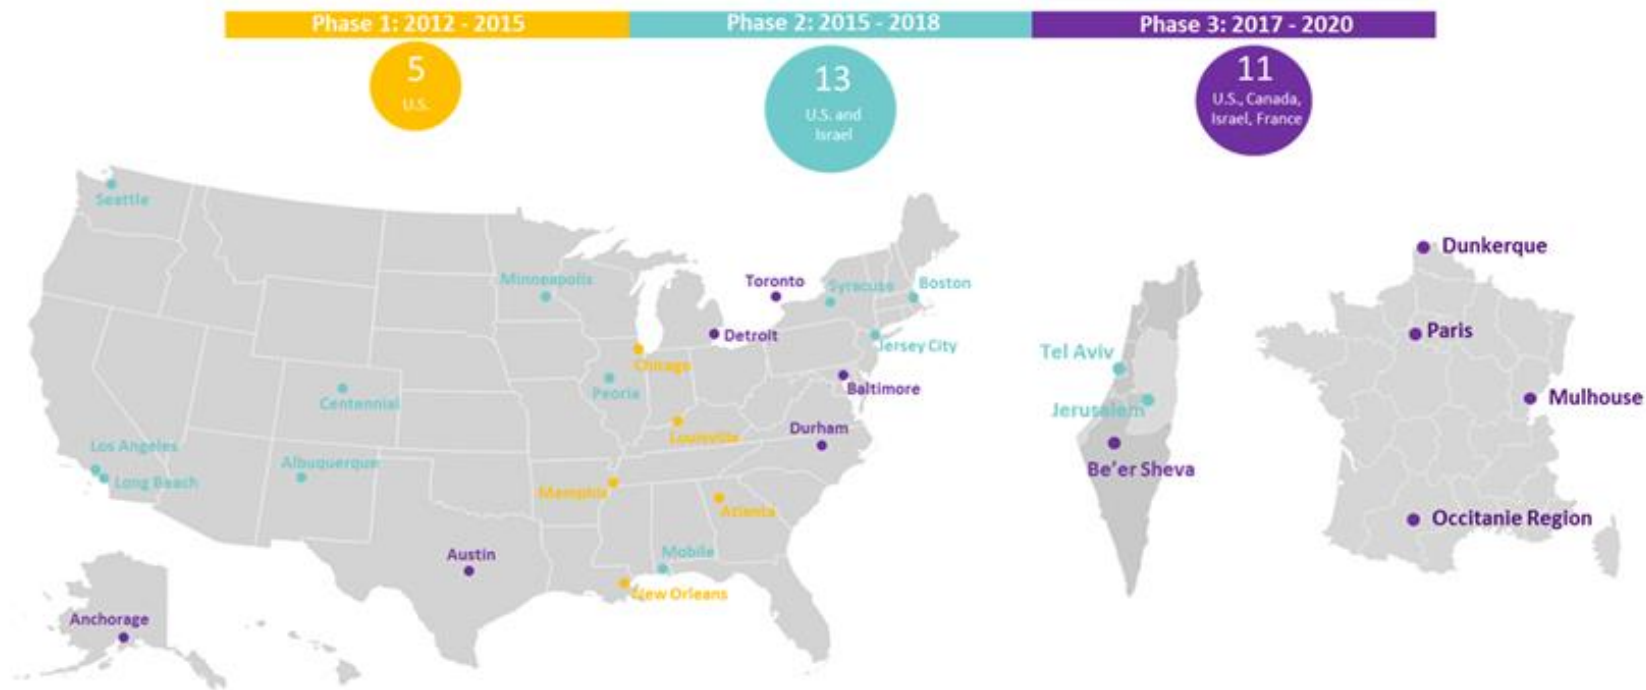 Phase 1: 2012 - 2015
Phase 2: 2015 - 2018
Phase 3: 2017 - 2020
5
U.S.
13
U.S. and
Israel
11
U.S., Canada,
Israel, France
Seattle
Minneapolis
Toronto
Syracuse
Boston
Detroit
Jersey City
Chicago
Peoria
Baltimore
Centennial
Louisville
Durham
Los Angeles
Long Beach
Albuquerque
Memphis
Atlanta
Austin
Mobile
New Orleans
Anchorage
Tel Aviv
Jerusalem
Be'er Sheva
Dunkerque
Paris
Mulhouse
Occitanie Region